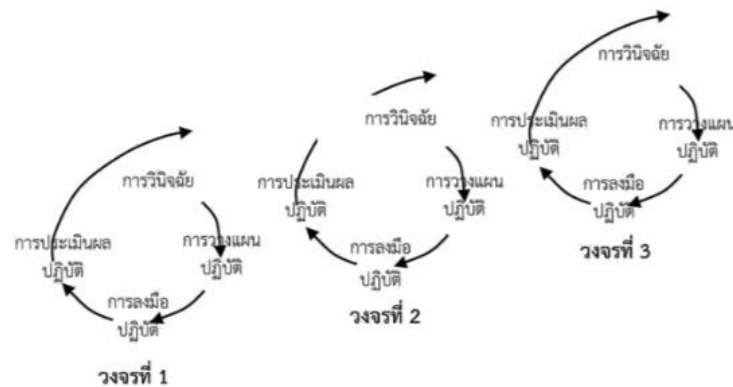 การวินิจฉัย
การวางแผน
ปฏิบัติ
การลงมือ
ปฏิบัติ
การประเมินผล
ปฏิบัติ
วงจรที่ 1
การวินิจฉัย
การวางแผน
ปฏิบัติ
การลงมือ
ปฏิบัติ
การประเมินผล
ปฏิบัติ
วงจรที่ 2
การวินิจฉัย
การวางแผน
ปฏิบัติ
การลงมือ
ปฏิบัติ
การประเมินผล
ปฏิบัติ
วงจรที่ 3